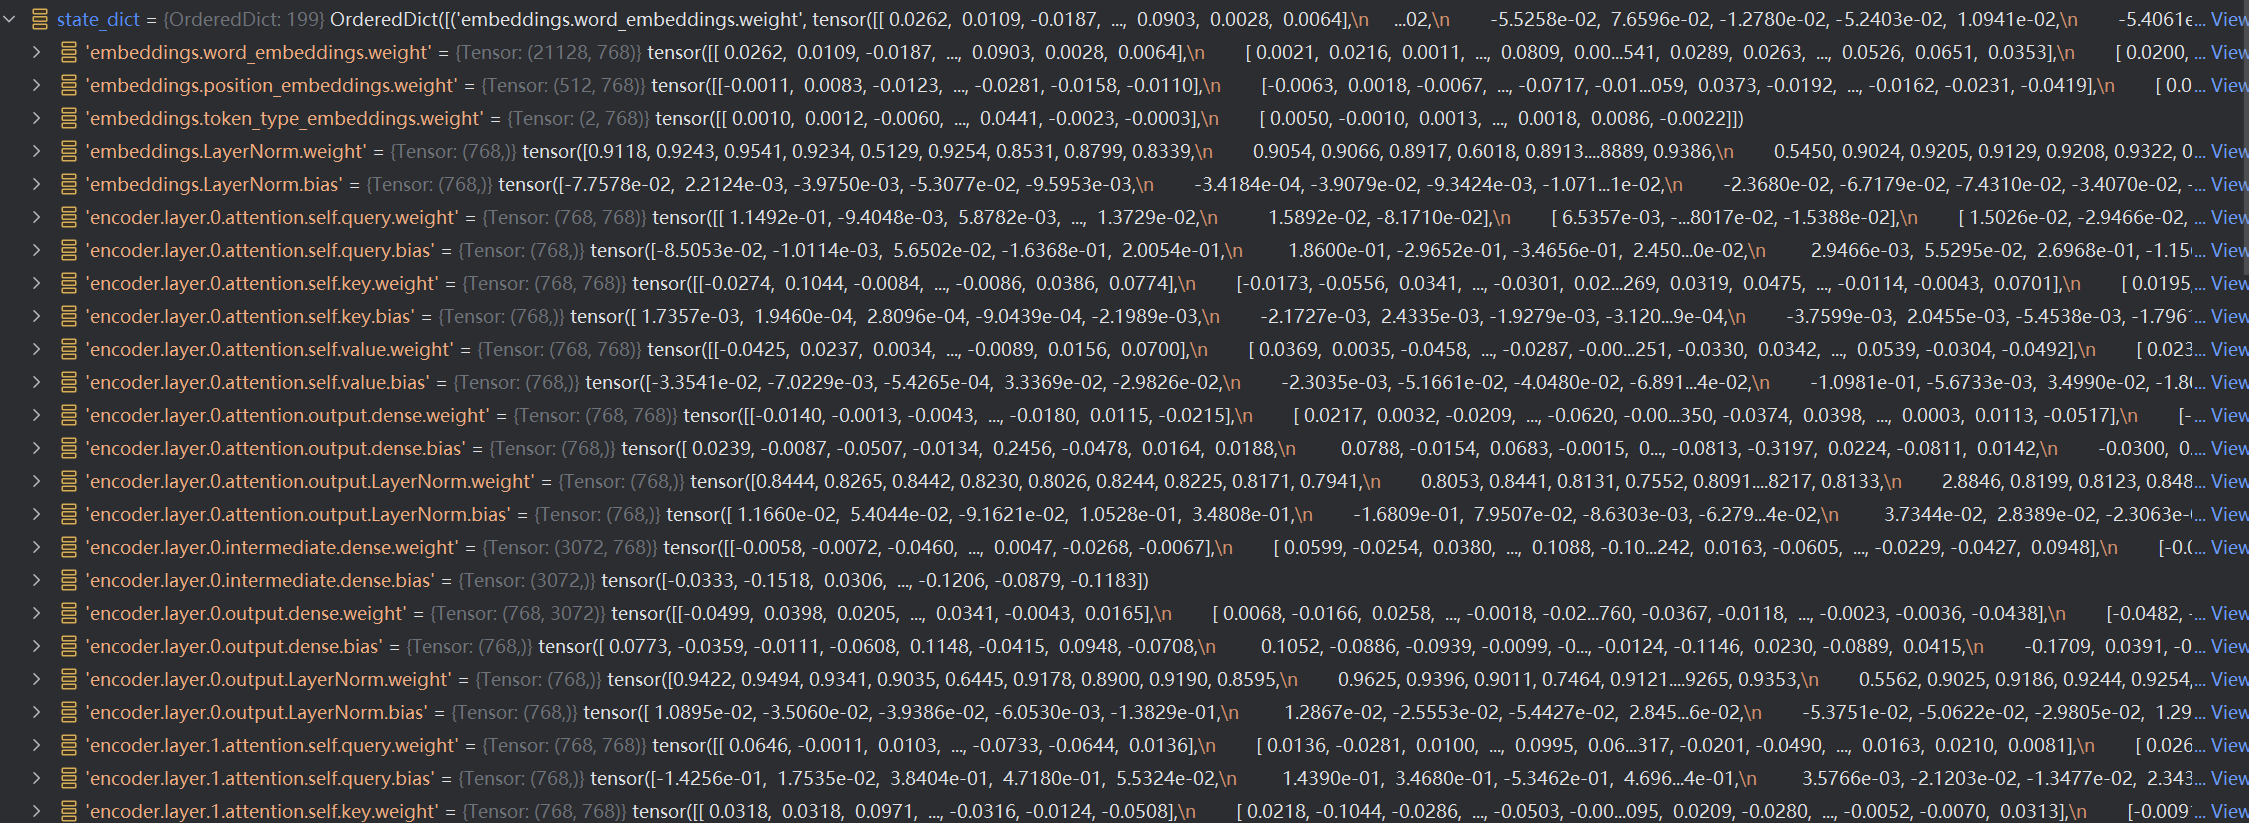 state_dict = {OrderedDict: 199} OrderedDict([('embeddings.word_embeddings.weight', tensor([[ 0.0262, 0.0109, -0.0187, ..., 0.0903, 0.0028, 0.0064],\n ...02,\n -5.5258e-02, 7.6596e-02, -1.2780e-02, -5.2403e-02, 1.0941e-02,\n -5.4061e... View
'embeddings.word_embeddings.weight' = {Tensor: (21128, 768)} tensor([[ 0.0262, 0.0109, -0.0187, ..., 0.0903, 0.0028, 0.0064],\n [ 0.0021, 0.0216, 0.0011, ..., 0.0809, 0.00...541, 0.0289, 0.0263, ..., 0.0526, 0.0651, 0.0353],\n [ 0.0200, ... View
'embeddings.position_embeddings.weight' = {Tensor: (512, 768)} tensor([[-0.0011, 0.0083, -0.0123, ..., -0.0281, -0.0158, -0.0110],\n [-0.0063, 0.0018, -0.0067, ..., -0.0717, -0.01...059, 0.0373, -0.0192, ..., -0.0162, -0.0231, -0.0419],\n [ 0.0... View
'embeddings.token_type_embeddings.weight' = {Tensor: (2, 768)} tensor([[ 0.0010, 0.0012, -0.0060, ..., 0.0441, -0.0023, -0.0003],\n [ 0.0050, -0.0010, 0.0013, ..., 0.0018, 0.0086, -0.0022]])
'embeddings.LayerNorm.weight' = {Tensor: (768,)} tensor([0.9118, 0.9243, 0.9541, 0.9234, 0.5129, 0.9254, 0.8531, 0.8799, 0.8339,\n 0.9054, 0.9066, 0.8917, 0.6018, 0.8913....8889, 0.9386,\n 0.5450, 0.9024, 0.9205, 0.9129, 0.9208, 0.9322, 0... View
'embeddings.LayerNorm.bias' = {Tensor: (768,)} tensor([-7.7578e-02, 2.2124e-03, -3.9750e-03, -5.3077e-02, -9.5953e-03,\n -3.4184e-04, -3.9079e-02, -9.3424e-03, -1.071...1e-02,\n -2.3680e-02, -6.7179e-02, -7.4310e-02, -3.4070e-02, -... View
'encoder.layer.0.attention.self.query.weight' = {Tensor: (768, 768)} tensor([[ 1.1492e-01, -9.4048e-03, 5.8782e-03, ..., 1.3729e-02,\n 1.5892e-02, -8.1710e-02],\n [ 6.5357e-03, -...8017e-02, -1.5388e-02],\n [ 1.5026e-02, -2.9466e-02, ... View
'encoder.layer.0.attention.self.query.bias' = {Tensor: (768,)} tensor([-8.5053e-02, -1.0114e-03, 5.6502e-02, -1.6368e-01, 2.0054e-01,\n 1.8600e-01, -2.9652e-01, -3.4656e-01, 2.450...0e-02,\n 2.9466e-03, 5.5295e-02, 2.6968e-01, -1.15... View
'encoder.layer.0.attention.self.key.weight' = {Tensor: (768, 768)} tensor([[-0.0274, 0.1044, -0.0084, ..., -0.0086, 0.0386, 0.0774],\n [-0.0173, -0.0556, 0.0341, ..., -0.0301, 0.02...269, 0.0319, 0.0475, ..., -0.0114, -0.0043, 0.0701],\n [ 0.0195,... View
'encoder.layer.0.attention.self.key.bias' = {Tensor: (768,)} tensor([ 1.7357e-03, 1.9460e-04, 2.8096e-04, -9.0439e-04, -2.1989e-03,\n -2.1727e-03, 2.4335e-03, -1.9279e-03, -3.120...9e-04,\n -3.7599e-03, 2.0455e-03, -5.4538e-03, -1.796... View
'encoder.layer.0.attention.self.value.weight' = {Tensor: (768, 768)} tensor([[-0.0425, 0.0237, 0.0034, ..., -0.0089, 0.0156, 0.0700],\n [ 0.0369, 0.0035, -0.0458, ..., -0.0287, -0.00...251, -0.0330, 0.0342, ..., 0.0539, -0.0304, -0.0492],\n [ 0.023... View
'encoder.layer.0.attention.self.value.bias' = {Tensor: (768,)} tensor([-3.3541e-02, -7.0229e-03, -5.4265e-04, 3.3369e-02, -2.9826e-02,\n -2.3035e-03, -5.1661e-02, -4.0480e-02, -6.891...4e-02,\n -1.0981e-01, -5.6733e-03, 3.4990e-02, -1.8... View
'encoder.layer.0.attention.output.dense.weight' = {Tensor: (768, 768)} tensor([[-0.0140, -0.0013, -0.0043, ..., -0.0180, 0.0115, -0.0215],\n [ 0.0217, 0.0032, -0.0209, ..., -0.0620, -0.00...350, -0.0374, 0.0398, ..., 0.0003, 0.0113, -0.0517],\n [-... View
'encoder.layer.0.attention.output.dense.bias' = {Tensor: (768,)} tensor([ 0.0239, -0.0087, -0.0507, -0.0134, 0.2456, -0.0478, 0.0164, 0.0188,\n 0.0788, -0.0154, 0.0683, -0.0015, 0..., -0.0813, -0.3197, 0.0224, -0.0811, 0.0142,\n -0.0300, 0... View
'encoder.layer.0.attention.output.LayerNorm.weight' = {Tensor: (768,)} tensor([0.8444, 0.8265, 0.8442, 0.8230, 0.8026, 0.8244, 0.8225, 0.8171, 0.7941,\n 0.8053, 0.8441, 0.8131, 0.7552, 0.8091....8217, 0.8133,\n 2.8846, 0.8199, 0.8123, 0.848... View
'encoder.layer.0.attention.output.LayerNorm.bias' = {Tensor: (768,)} tensor([ 1.1660e-02, 5.4044e-02, -9.1621e-02, 1.0528e-01, 3.4808e-01,\n -1.6809e-01, 7.9507e-02, -8.6303e-03, -6.279...4e-02,\n 3.7344e-02, 2.8389e-02, -2.3063e-... View
'encoder.layer.0.intermediate.dense.weight' = {Tensor: (3072, 768)} tensor([[-0.0058, -0.0072, -0.0460, ..., 0.0047, -0.0268, -0.0067],\n [ 0.0599, -0.0254, 0.0380, ..., 0.1088, -0.10...242, 0.0163, -0.0605, ..., -0.0229, -0.0427, 0.0948],\n [-0.0... View
'encoder.layer.0.intermediate.dense.bias' = {Tensor: (3072,)} tensor([-0.0333, -0.1518, 0.0306, ..., -0.1206, -0.0879, -0.1183])
'encoder.layer.0.output.dense.weight' = {Tensor: (768, 3072)} tensor([[-0.0499, 0.0398, 0.0205, ..., 0.0341, -0.0043, 0.0165],\n [ 0.0068, -0.0166, 0.0258, ..., -0.0018, -0.02...760, -0.0367, -0.0118, ..., -0.0023, -0.0036, -0.0438],\n [-0.0482, -... View
'encoder.layer.0.output.dense.bias' = {Tensor: (768,)} tensor([ 0.0773, -0.0359, -0.0111, -0.0608, 0.1148, -0.0415, 0.0948, -0.0708,\n 0.1052, -0.0886, -0.0939, -0.0099, -0..., -0.0124, -0.1146, 0.0230, -0.0889, 0.0415,\n -0.1709, 0.0391, -0... View
'encoder.layer.0.output.LayerNorm.weight' = {Tensor: (768,)} tensor([0.9422, 0.9494, 0.9341, 0.9035, 0.6445, 0.9178, 0.8900, 0.9190, 0.8595,\n 0.9625, 0.9396, 0.9011, 0.7464, 0.9121....9265, 0.9353,\n 0.5562, 0.9025, 0.9186, 0.9244, 0.9254,... View
'encoder.layer.0.output.LayerNorm.bias' = {Tensor: (768,)} tensor([ 1.0895e-02, -3.5060e-02, -3.9386e-02, -6.0530e-03, -1.3829e-01,\n 1.2867e-02, -2.5553e-02, -5.4427e-02, 2.845...6e-02,\n -5.3751e-02, -5.0622e-02, -2.9805e-02, 1.29... View
'encoder.layer.1.attention.self.query.weight' = {Tensor: (768, 768)} tensor([[ 0.0646, -0.0011, 0.0103, ..., -0.0733, -0.0644, 0.0136],\n [ 0.0136, -0.0281, 0.0100, ..., 0.0995, 0.06...317, -0.0201, -0.0490, ..., 0.0163, 0.0210, 0.0081],\n [ 0.026... View
'encoder.layer.1.attention.self.query.bias' = {Tensor: (768,)} tensor([-1.4256e-01, 1.7535e-02, 3.8404e-01, 4.7180e-01, 5.5324e-02,\n 1.4390e-01, 3.4680e-01, -5.3462e-01, 4.696...4e-01,\n 3.5766e-03, -2.1203e-02, -1.3477e-02, 2.343... View
'encoder.layer.1.attention.self.key.weight' = {Tensor: (768, 768)} tensor([[ 0.0318, 0.0318, 0.0971, ..., -0.0316, -0.0124, -0.0508],\n [ 0.0218, -0.1044, -0.0286, ..., -0.0503, -0.00...095, 0.0209, -0.0280, ..., -0.0052, -0.0070, 0.0313],\n [-0.009... View